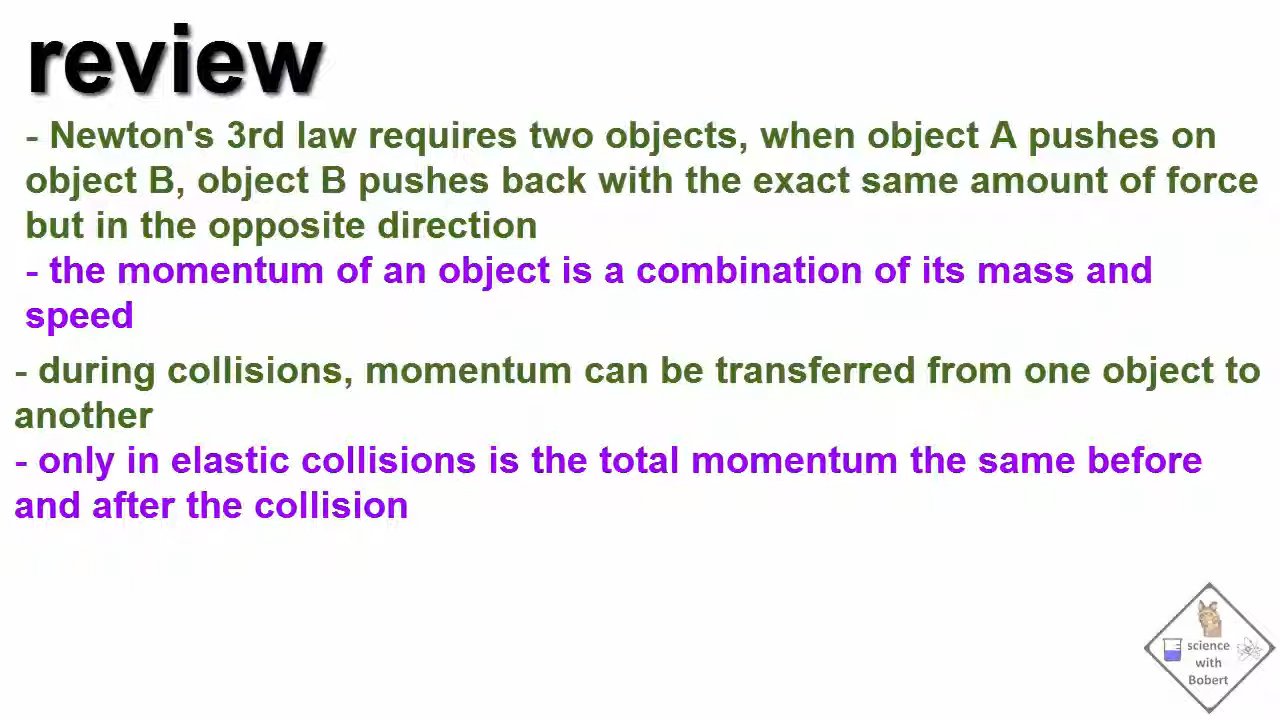 review
- Newton's 3rd law requires two objects, when object A pushes on
object B, object B pushes back with the exact same amount of force
but in the opposite direction
- the momentum of an object is a combination of its mass and
speed
- during collisions, momentum can be transferred from one object to
another
- only in elastic collisions is the total momentum the same before
and after the collision
science
with
Bobert